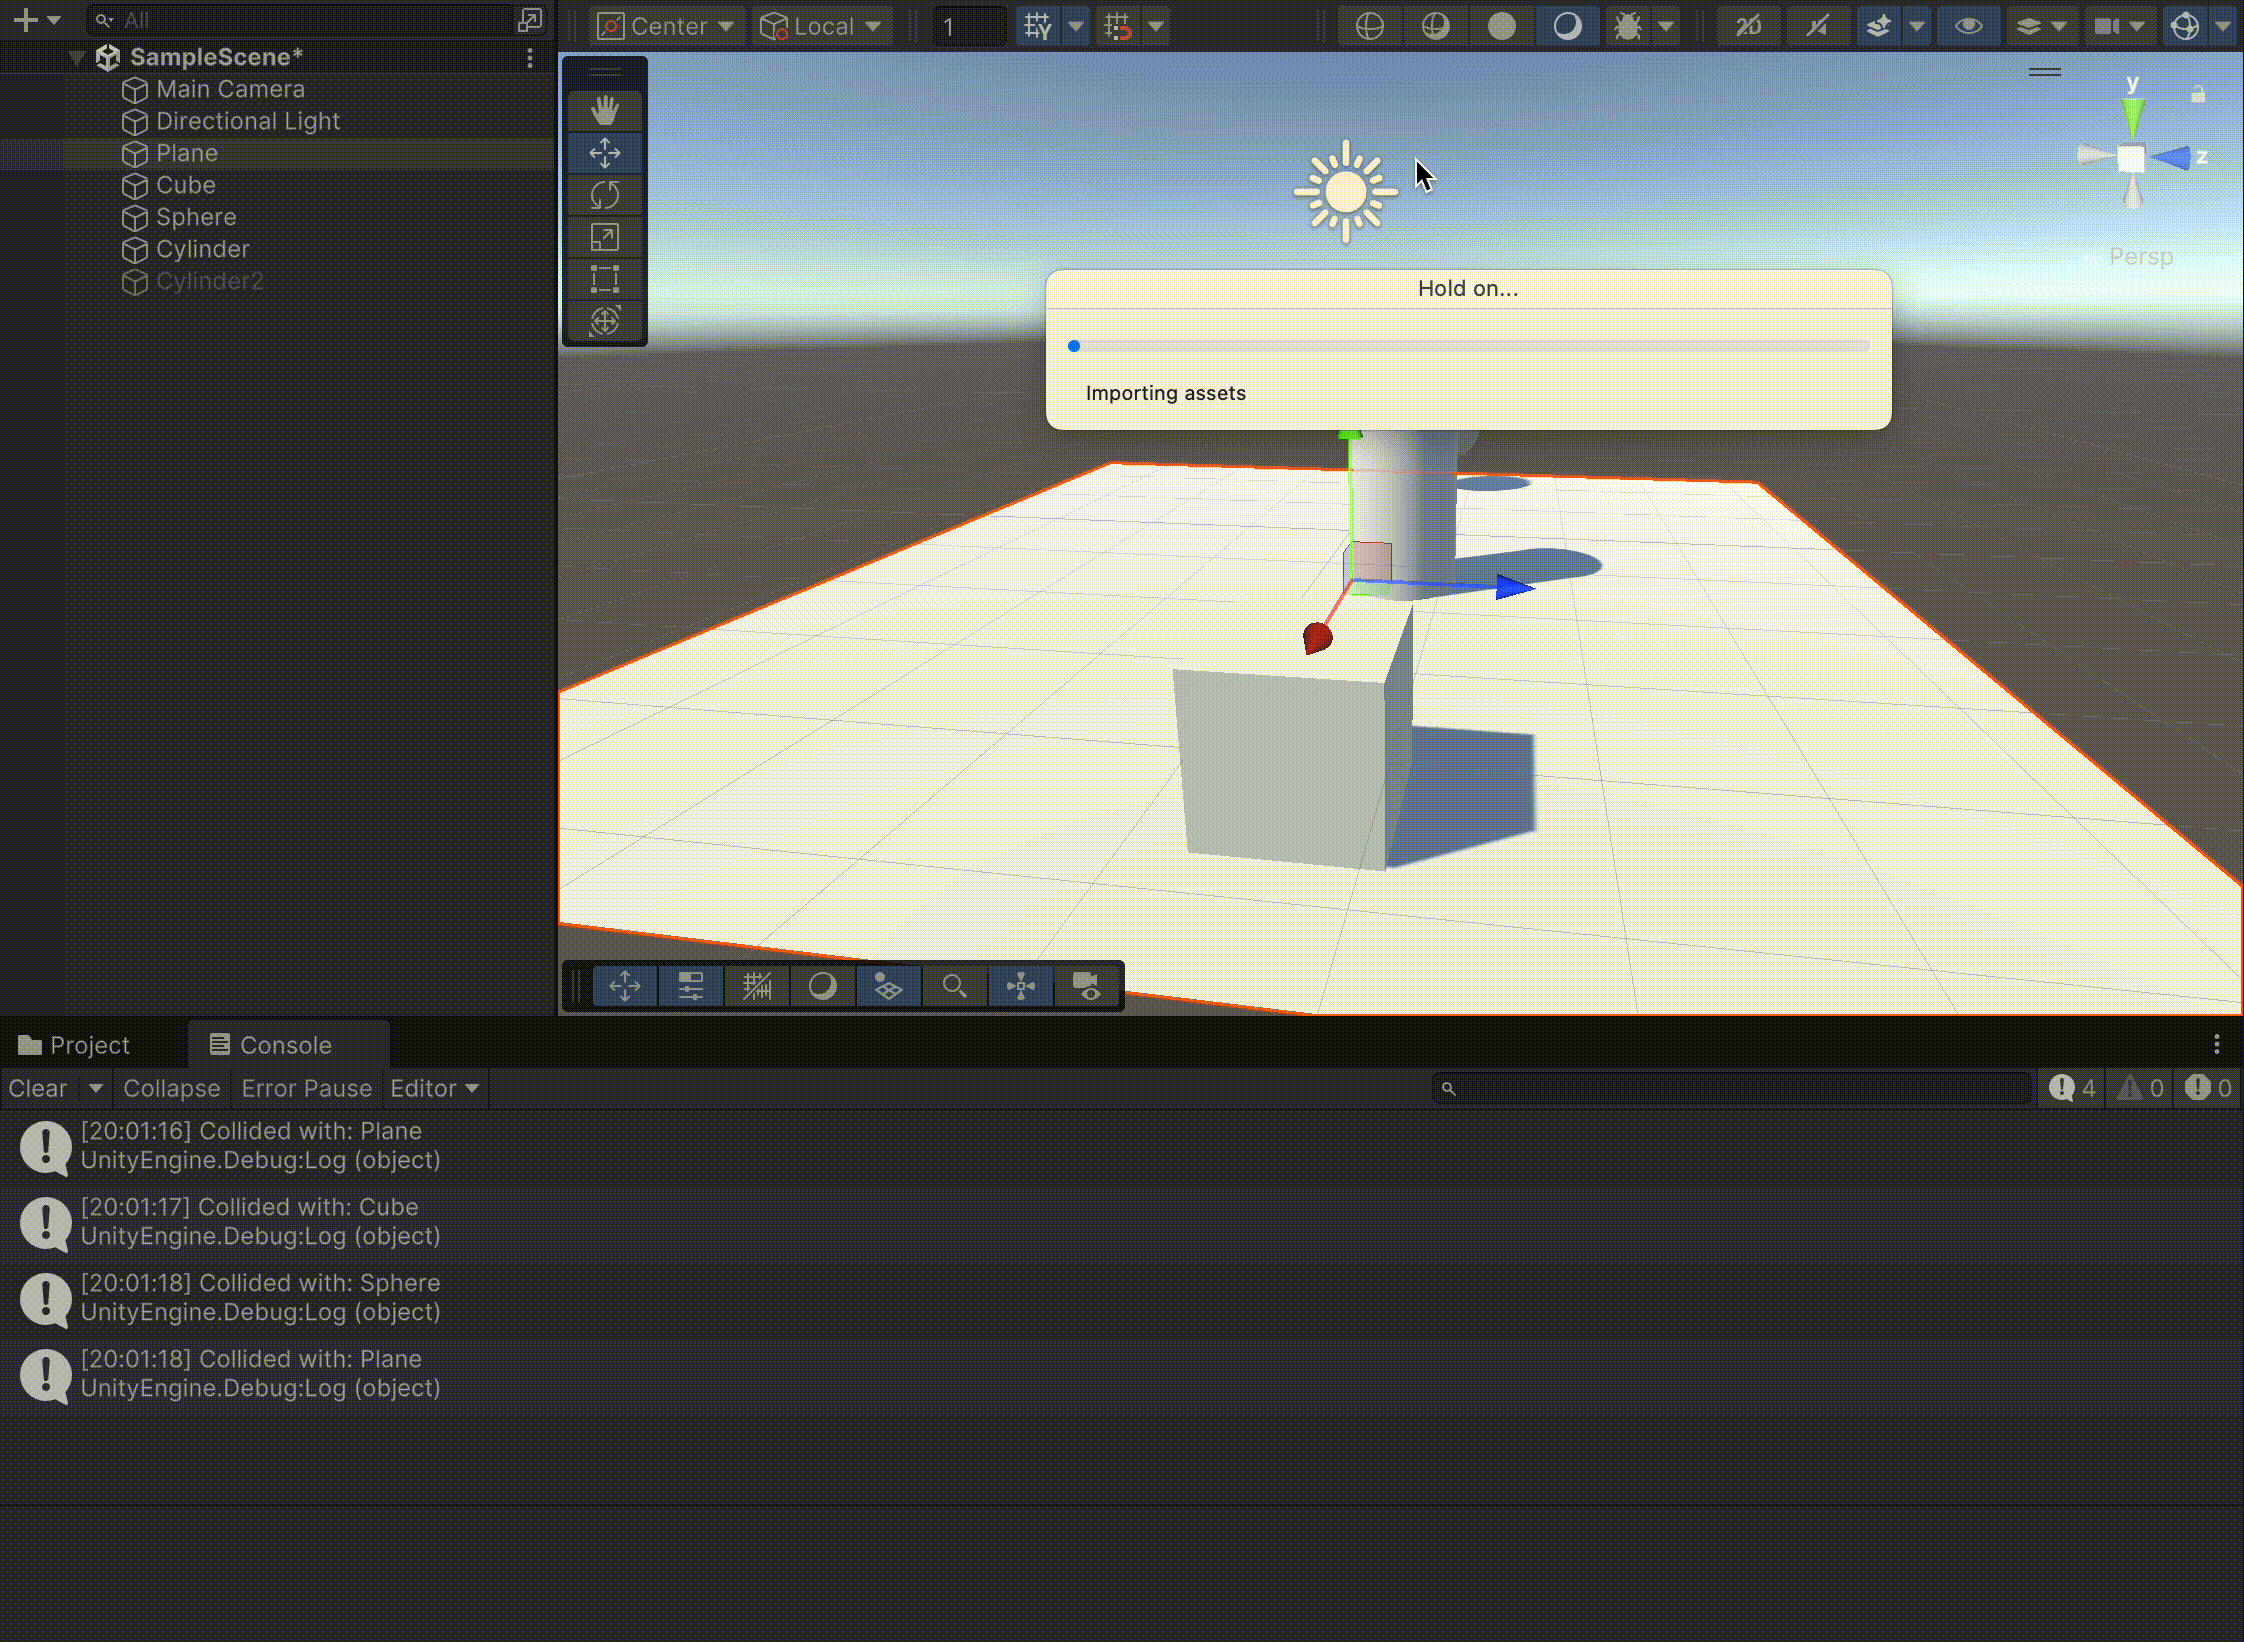 All
Center
Local
1
2D
SampleScene*
Main Camera
Directional Light
Plane
Cube
Sphere
Cylinder
Cylinder2
y
z
Persp
Hold on...
Importing assets
Project
Console
Clear
Collapse
Error Pause
Editor
4
0
0
[20:01:16] Collided with: Plane
UnityEngine.Debug:Log (object)
[20:01:17] Collided with: Cube
UnityEngine.Debug:Log (object)
[20:01:18] Collided with: Sphere
UnityEngine.Debug:Log (object)
[20:01:18] Collided with: Plane
UnityEngine.Debug:Log (object)